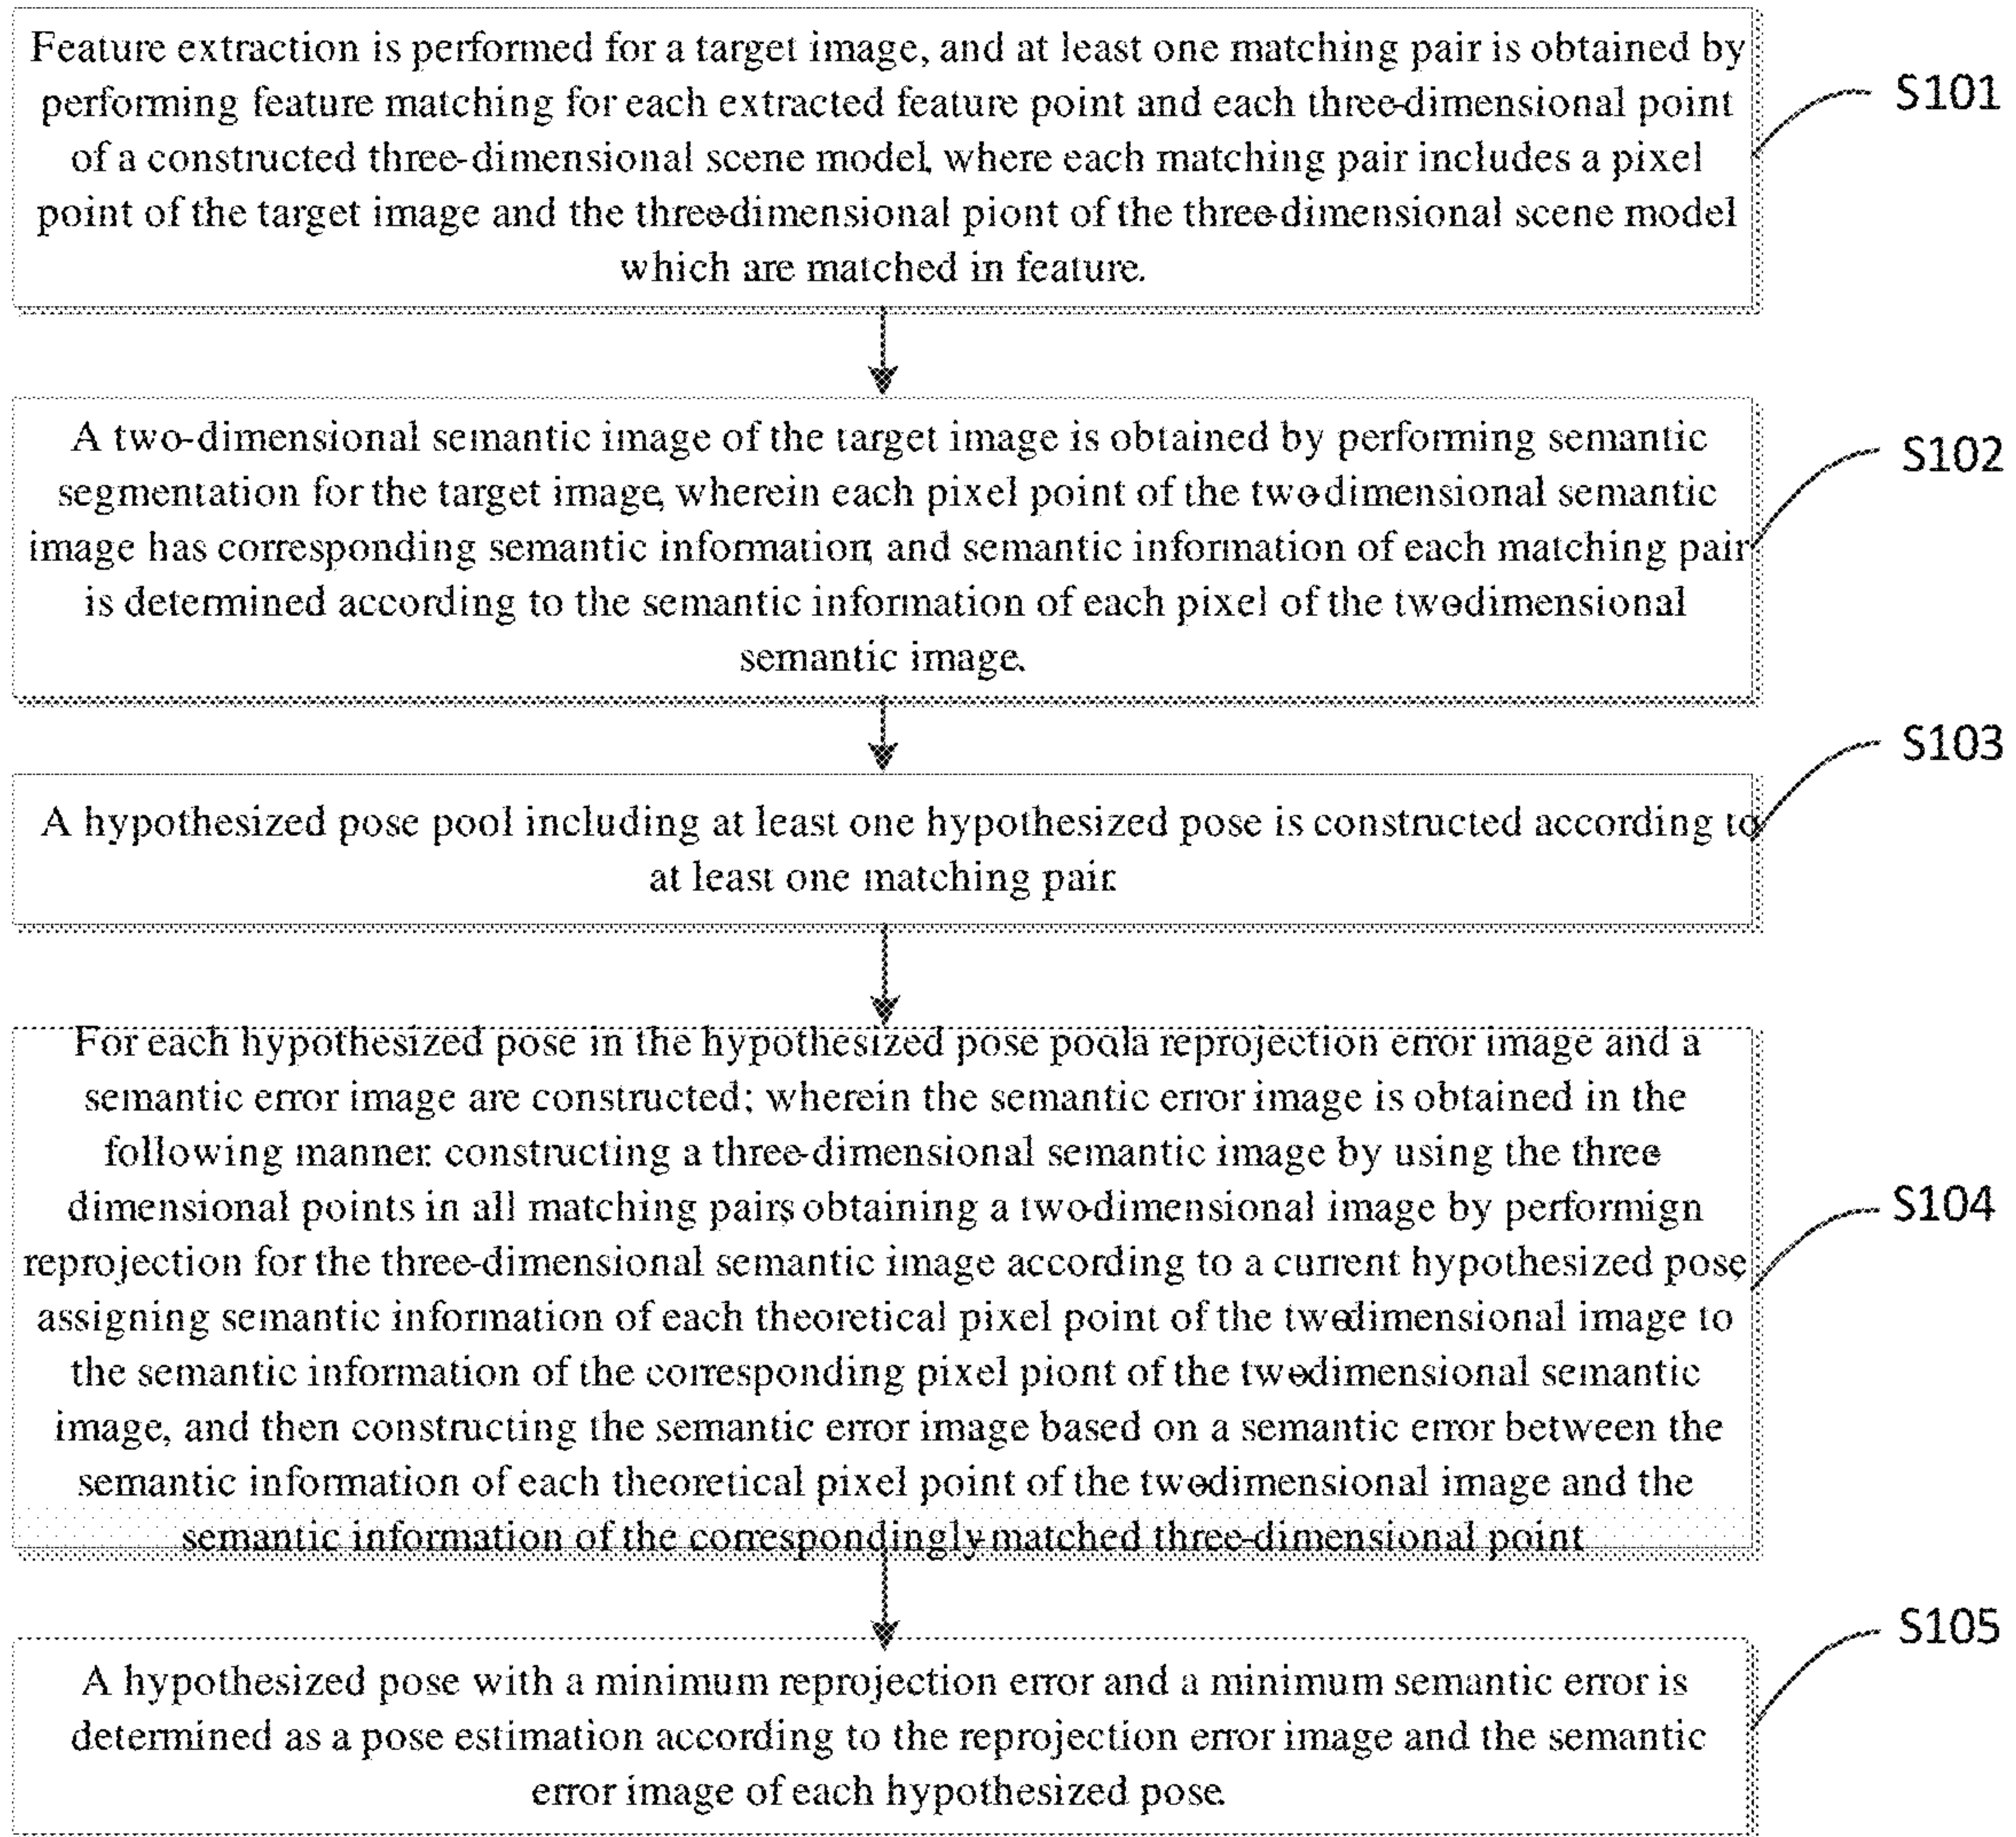 Feature extraction is performed for a target image, and at least one matching pair is obtained by
performing feature matching for each extracted feature point and each three-dimensional point
of a constructed three-dimensional scene model, where each matching pair includes a pixel
point of the target image and the three-dimensional piont of the three-dimensional scene model
which are matched in feature.
S101
A two-dimensional semantic image of the target image is obtained by performing semantic
segmentation for the target image, wherein each pixel point of the two-dimensional semantic
image has corresponding semantic information, and semantic information of each matching pair
is determined according to the semantic information of each pixel of the two-dimensional
semantic image.
S102
A hypothesized pose pool including at least one hypothesized pose is constructed according to
at least one matching pair.
S103
For each hypothesized pose in the hypothesized pose pool, a reprojection error image and a
semantic error image are constructed; wherein the semantic error image is obtained in the
following manner: constructing a three-dimensional semantic image by using the three-
dimensional points in all matching pairs, obtaining a two-dimensional image by performign
reprojection for the three-dimensional semantic image according to a current hypothesized pose,
assigning semantic information of each theoretical pixel point of the two-dimensional image to
the semantic information of the corresponding pixel piont of the two-dimensional semantic
image, and then constructing the semantic error image based on a semantic error between the
semantic information of each theoretical pixel point of the two-dimensional image and the
semantic information of the correspondingly-matched three-dimensional point
S104
A hypothesized pose with a minimum reprojection error and a minimum semantic error is
determined as a pose estimation according to the reprojection error image and the semantic
error image of each hypothesized pose.
S105